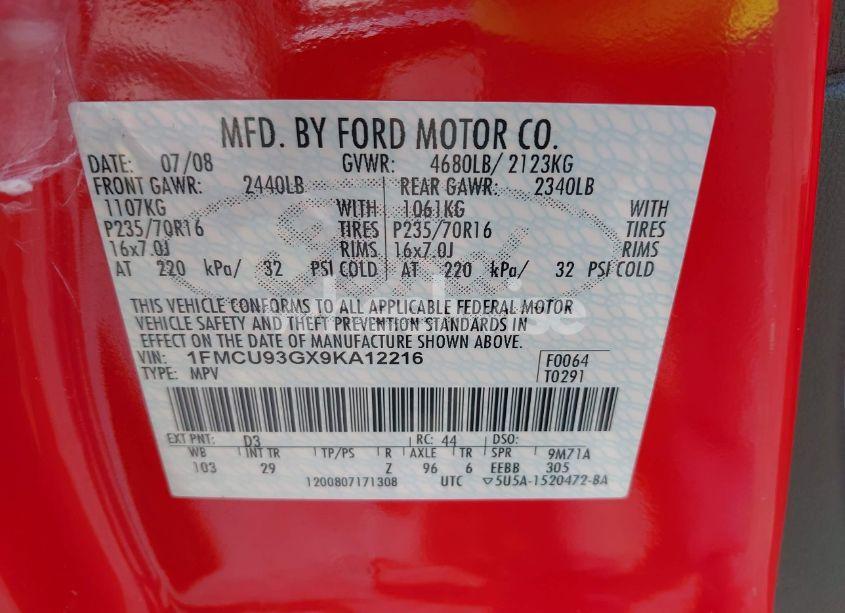 MFD. BY FORD MOTOR CO.
DATE: 07/08 GVWR: 4680LB/ 2123KG
FRONT GAWR: 2440LB REAR GAWR: 2340LB
1107KG WITH 1061KG WITH
P235/70R16 TIRES P235/70R16 TIRES
16x7.0J RIMS 16x7.0J RIMS
AT 220 kPa/ 32 PSI COLD AT 220 kPa/ 32 PSI COLD
THIS VEHICLE CONFORMS TO ALL APPLICABLE FEDERAL MOTOR
VEHICLE SAFETY AND THEFT PREVENTION STANDARDS IN
EFFECT ON THE DATE OF MANUFACTURE SHOWN ABOVE.
VIN: 1FMCU93GX9KA12216 F0064
TYPE: MPV T0291
EXT PNT: D3 RC: 44 DSO:
WB INT TR TP/PS R AXLE TR SPR 9M71A
103 29 Z 96 6 EEBB 305
1200807171308 UTC ▽5U5A-1520472-BA